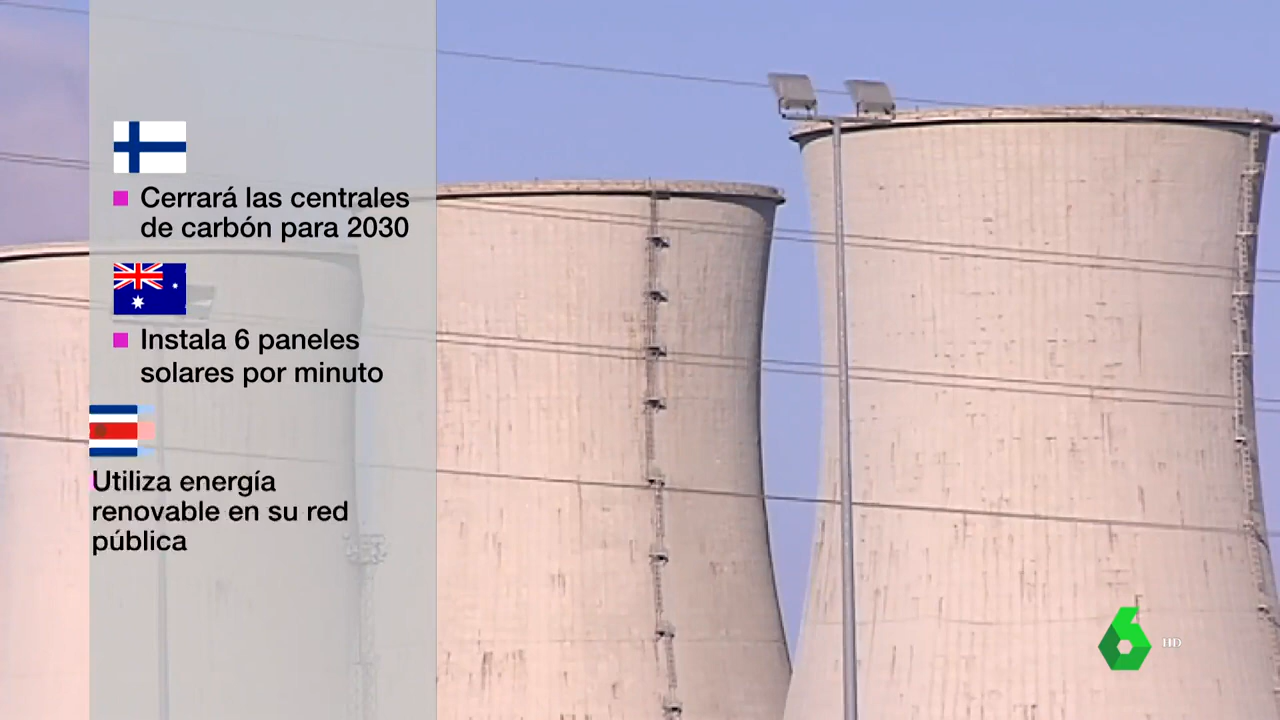 Cerrará las centrales
de carbón para 2030
Instala 6 paneles
solares por minuto
Utiliza energía
renovable en su red
pública
6
HD